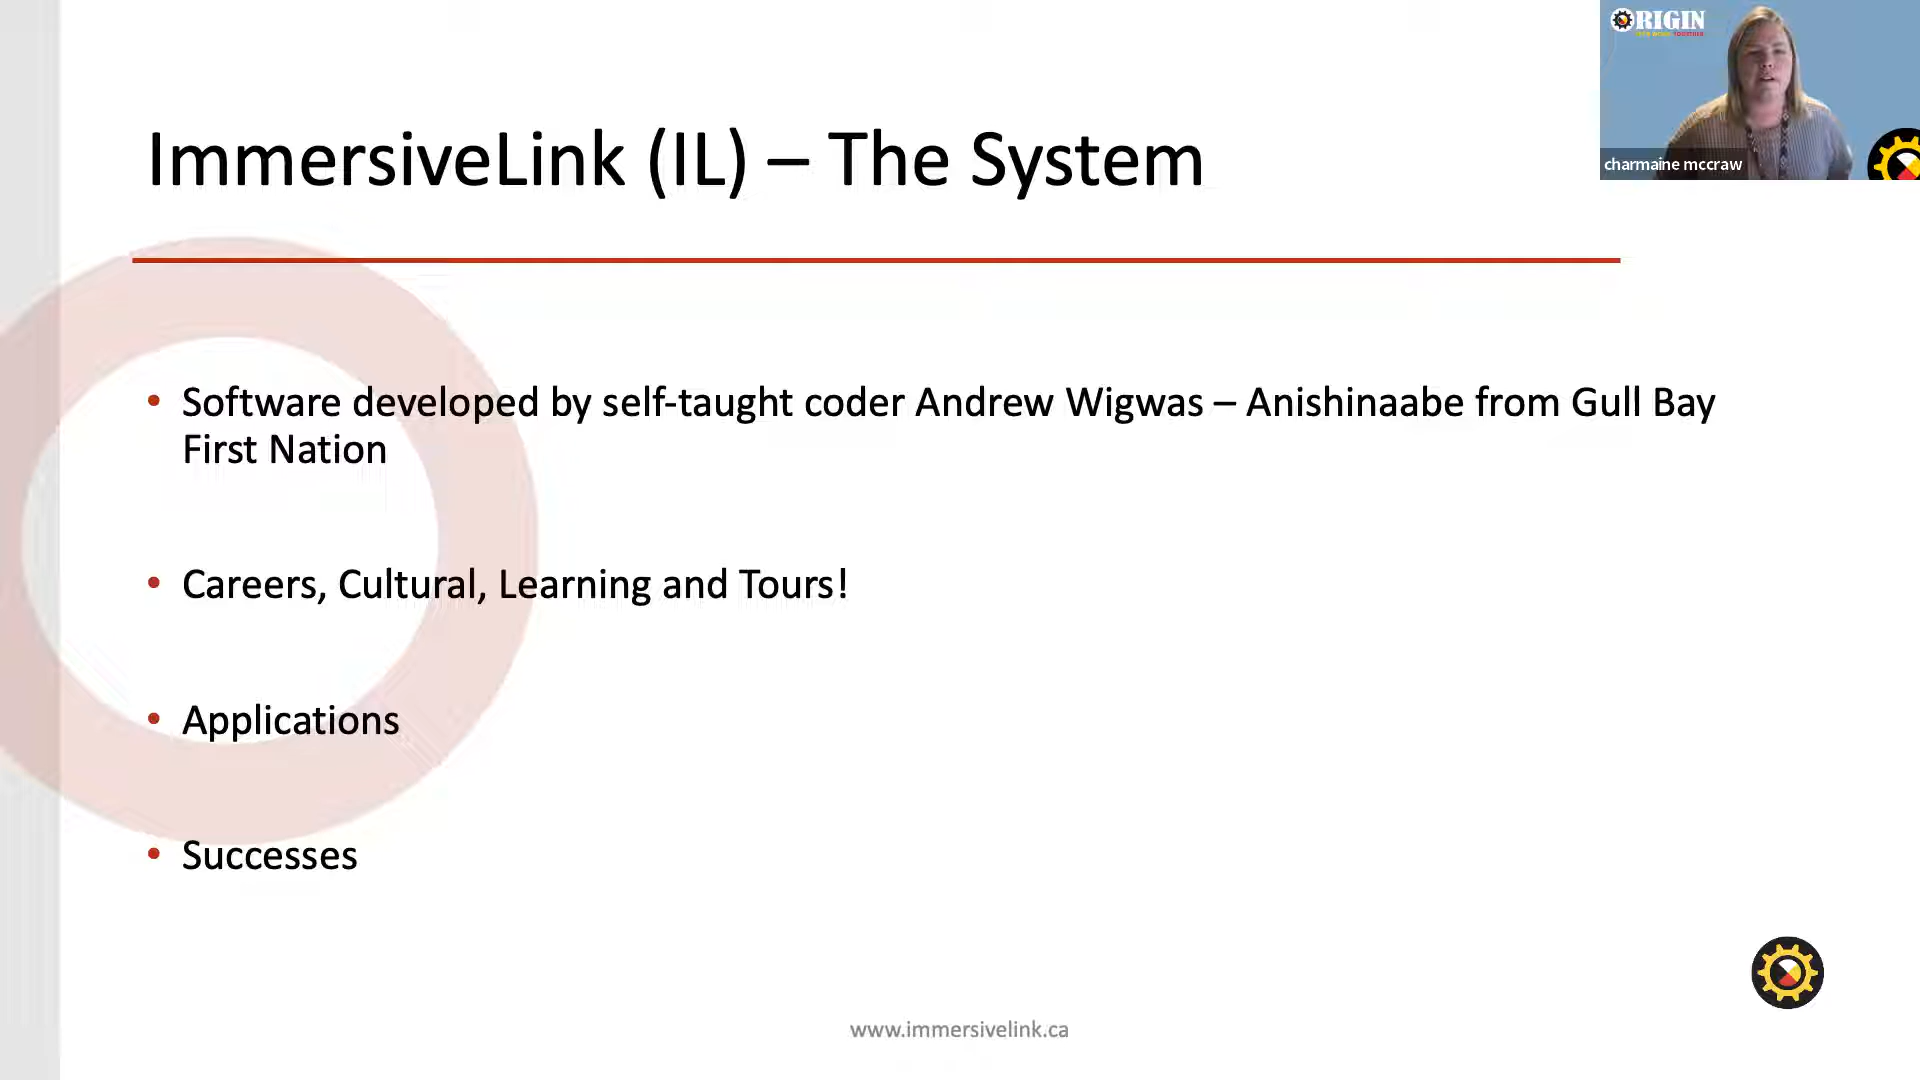 ORIGIN
charmaine mccraw
ImmersiveLink (IL) – The System
• Software developed by self-taught coder Andrew Wigwas – Anishinaabe from Gull Bay
First Nation
• Careers, Cultural, Learning and Tours!
• Applications
• Successes
www.immersivelink.ca